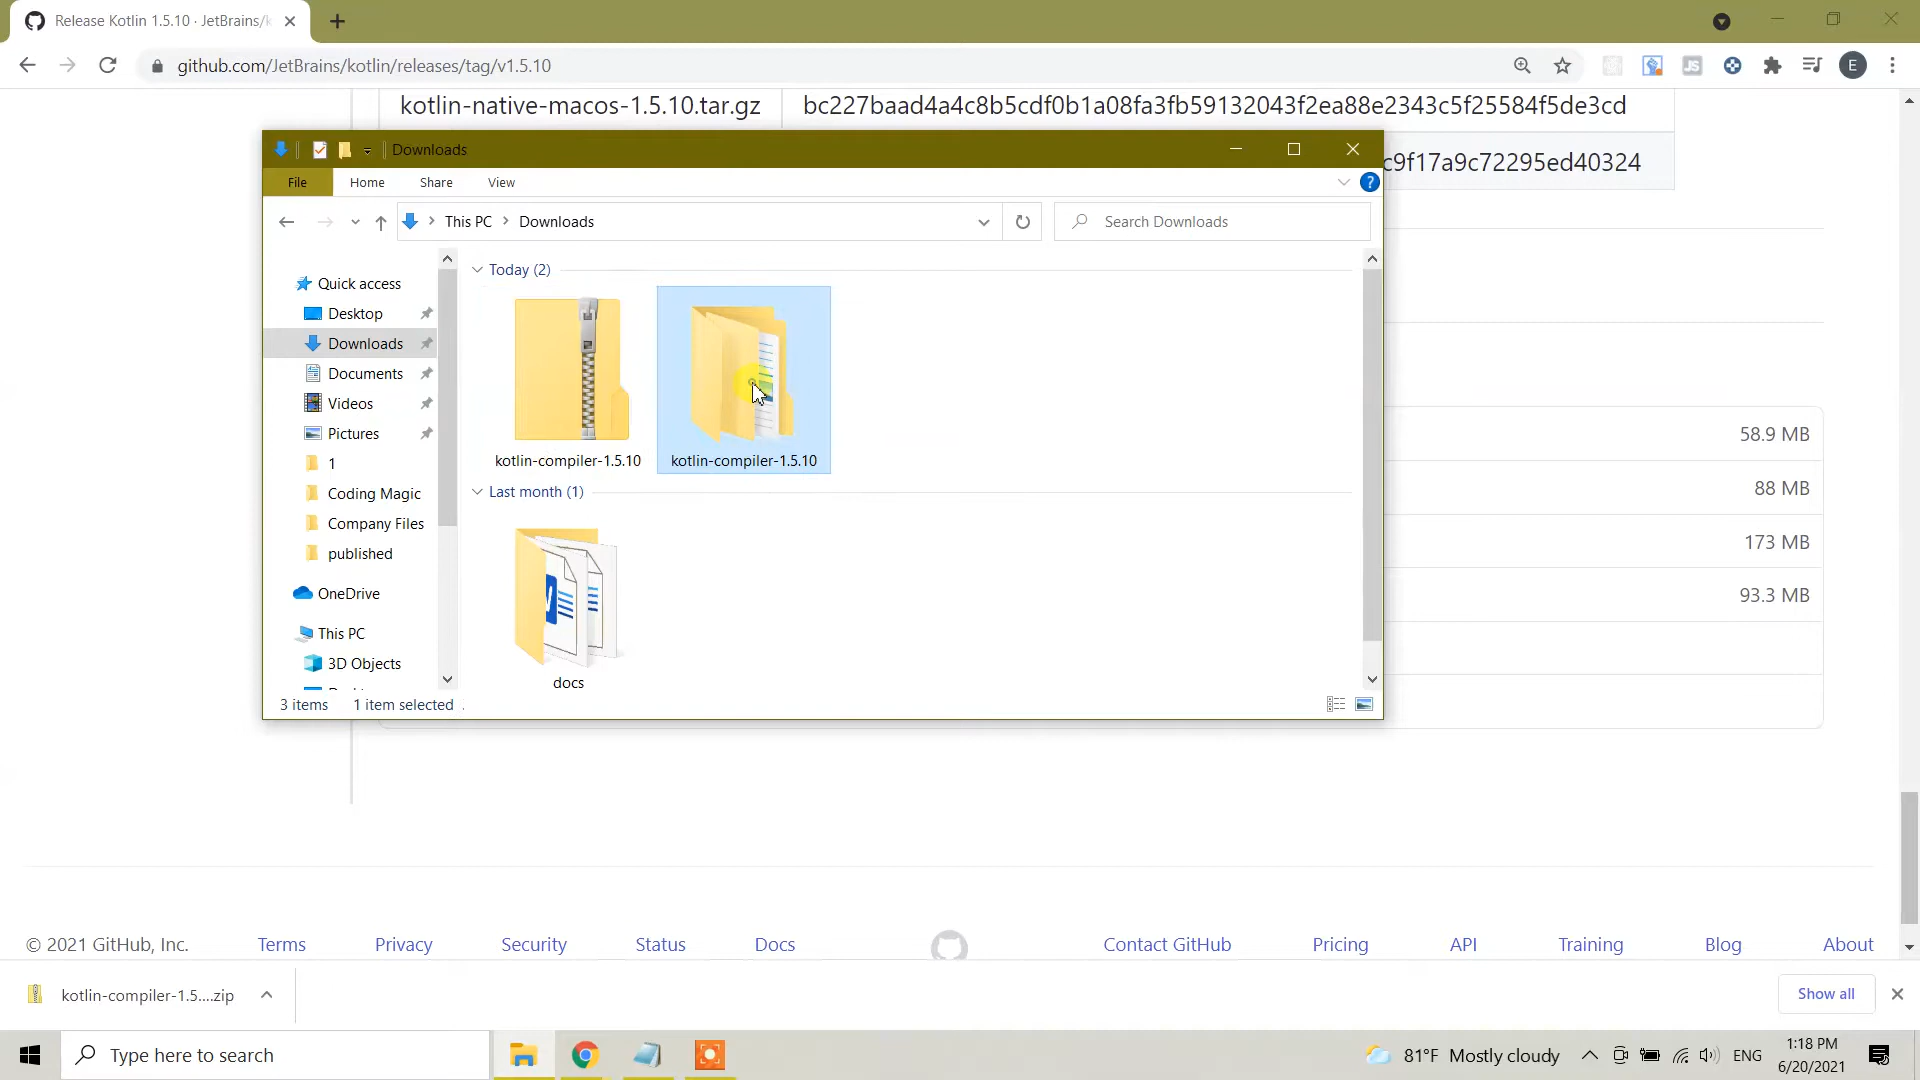 Release Kotlin 1.5.10 · JetBrains/k
github.com/JetBrains/kotlin/releases/tag/v1.5.10
JS
E
kotlin-native-macos-1.5.10.tar.gz
bc227baad4a4c8b5cdf0b1a08fa3fb59132043f2ea88e2343c5f25584f5de3cd
c9f17a9c72295ed40324
Downloads
File
Home
Share
View
?
This PC
Downloads
Search Downloads
Quick access
Desktop
Downloads
Documents
Videos
Pictures
1
Coding Magic
Company Files
published
OneDrive
This PC
3D Objects
Today (2)
kotlin-compiler-1.5.10
kotlin-compiler-1.5.10
Last month (1)
docs
3 items
1 item selected
58.9 MB
88 MB
173 MB
93.3 MB
© 2021 GitHub, Inc.
Terms
Privacy
Security
Status
Docs
Contact GitHub
Pricing
API
Training
Blog
About
kotlin-compiler-1.5....zip
Show all
Type here to search
81°F Mostly cloudy
ENG
1:18 PM
6/20/2021